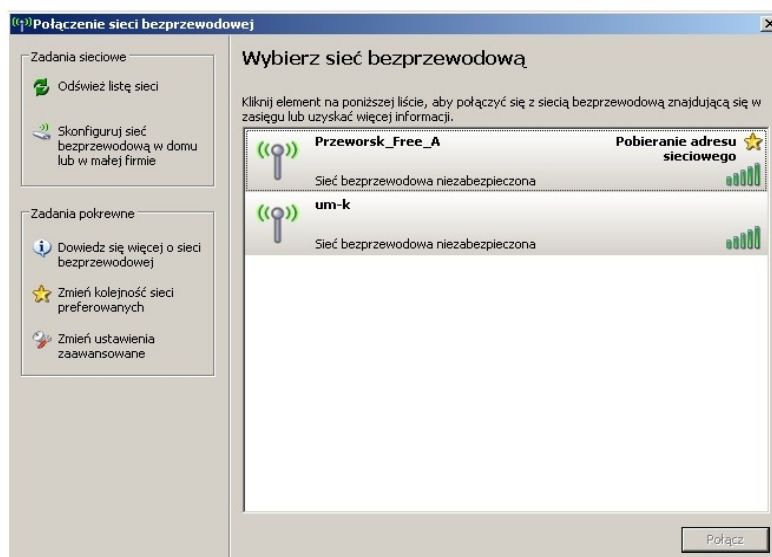 Połączenie sieci bezprzewodowej
Zadania sieciowe
Odśwież listę sieci
Skonfiguruj sieć
bezprzewodową w domu
lub w małej firmie
Zadania pokrewne
Dowiedz się więcej o sieci
bezprzewodowej
Zmień kolejność sieci
preferowanych
Zmień ustawienia
zaawansowane
Wybierz sieć bezprzewodową
Kliknij element na poniższej liście, aby połączyć się z siecią bezprzewodową znajdującą się w
zasięgu lub uzyskać więcej informacji.
Przeworsk_Free_A
Pobieranie adresu
sieciowego
Sieć bezprzewodowa niezabezpieczona
um-k
Sieć bezprzewodowa niezabezpieczona
Połącz